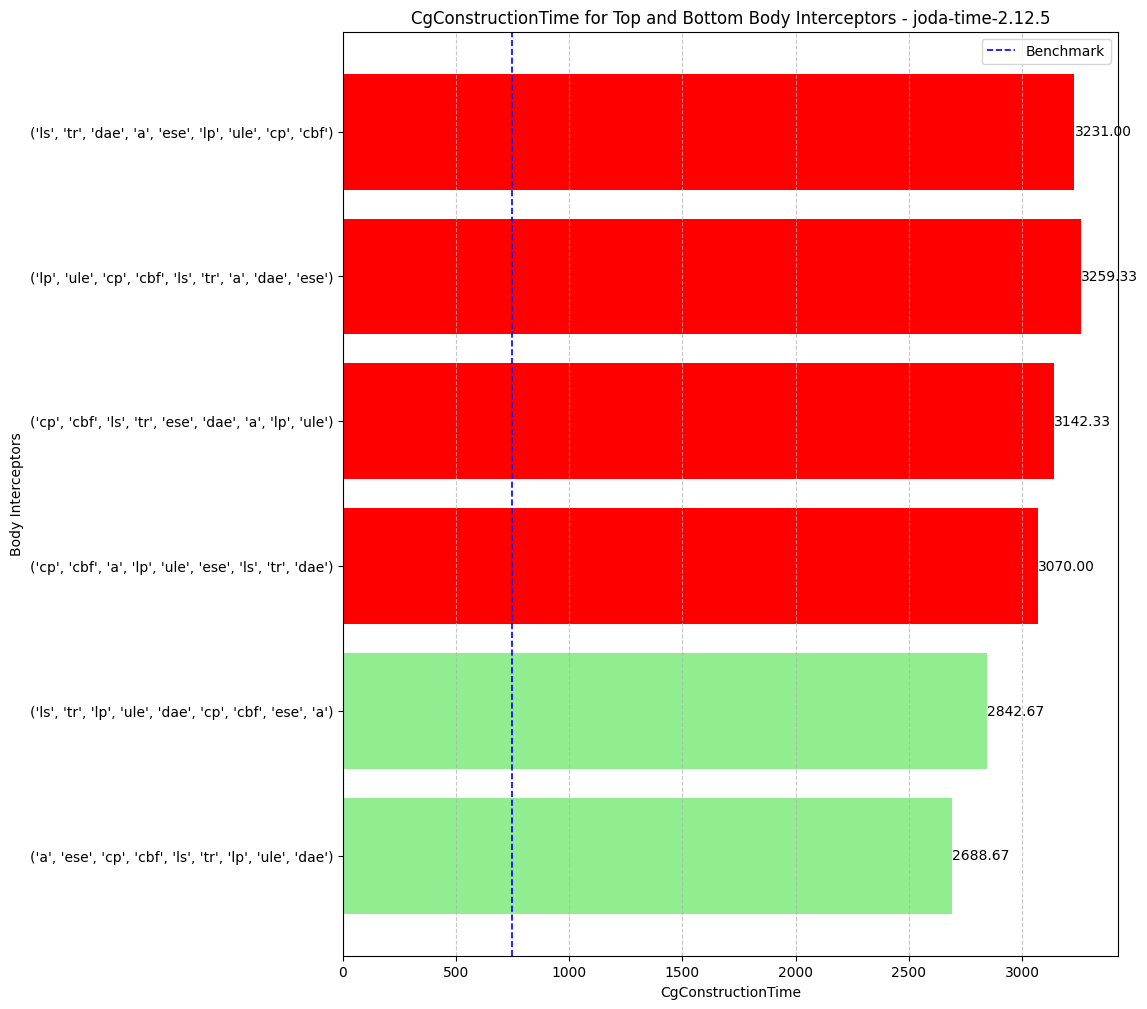 CgConstructionTime for Top and Bottom Body Interceptors - joda-time-2.12.5
Benchmark
('ls', 'tr', 'dae', 'a', 'ese', 'lp', 'ule', 'cp', 'cbf')
3231.00
('lp', 'ule', 'cp', 'cbf', 'ls', 'tr', 'a', 'dae', 'ese')
3259.33
('cp', 'cbf', 'ls', 'tr', 'ese', 'dae', 'a', 'lp', 'ule')
3142.33
Body Interceptors
('cp', 'cbf', 'a', 'lp', 'ule', 'ese', 'ls', 'tr', 'dae')
3070.00
('ls', 'tr', 'lp', 'ule', 'dae', 'cp', 'cbf', 'ese', 'a')
2842.67
('a', 'ese', 'cp', 'cbf', 'ls', 'tr', 'lp', 'ule', 'dae')
2688.67
0 500 1000 1500 2000 2500 3000
CgConstructionTime